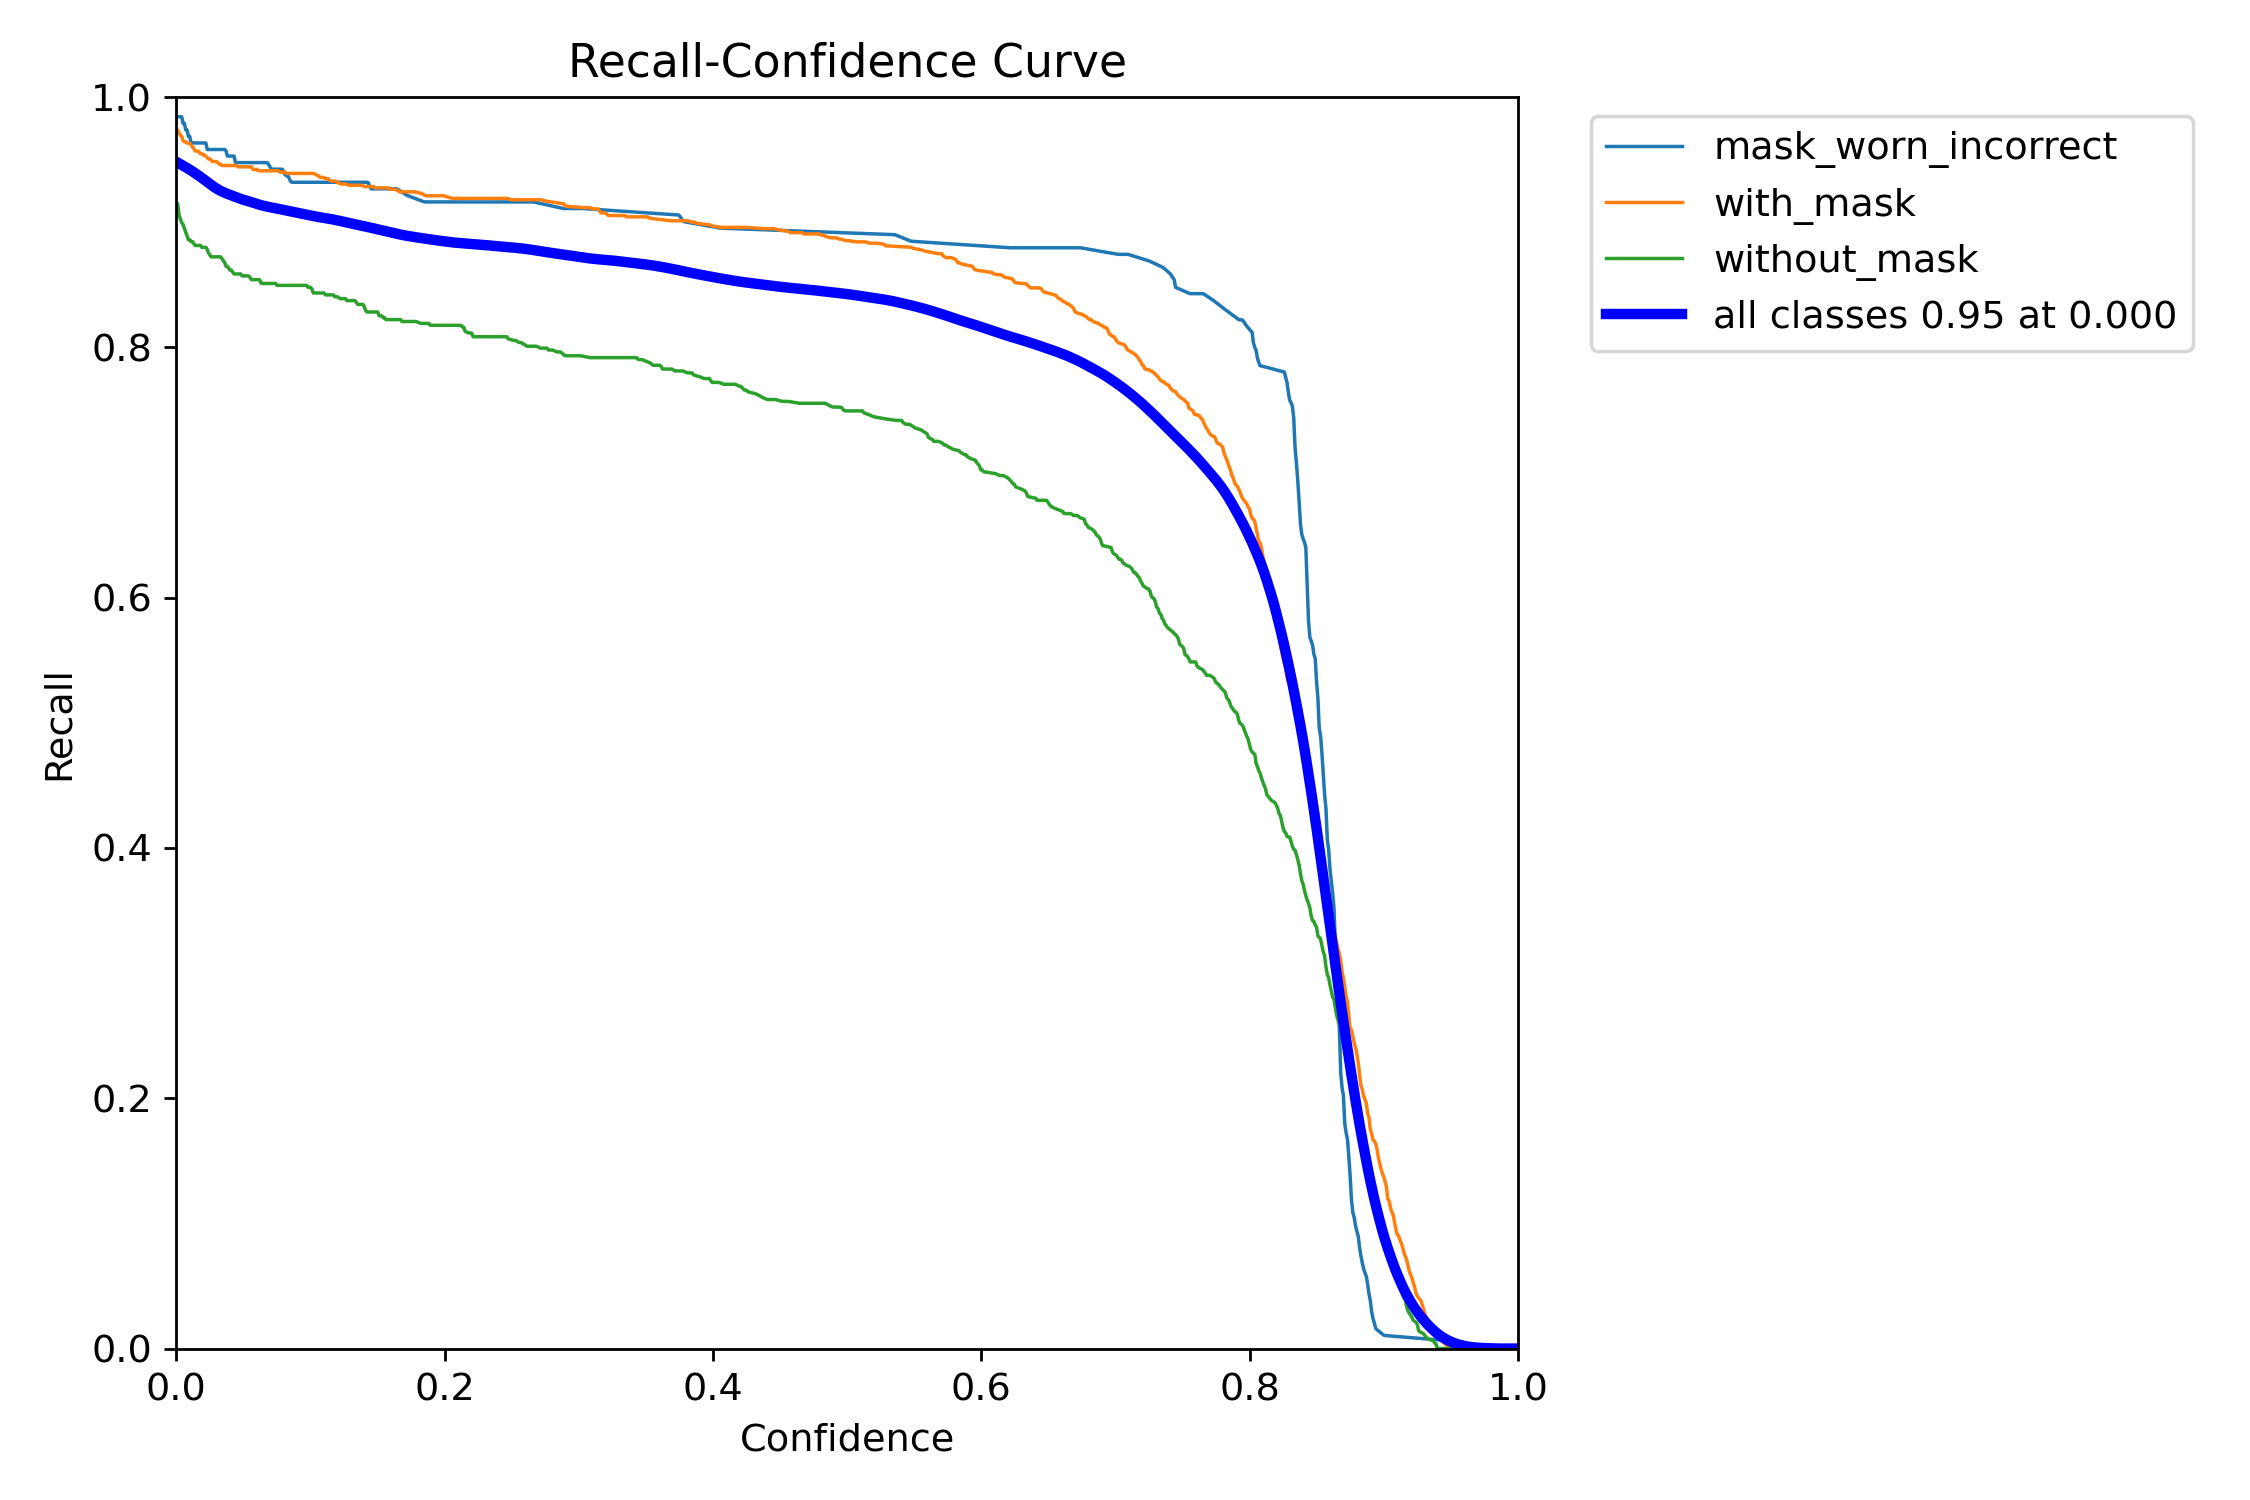 Recall-Confidence Curve
1.0
0.8
0.6
0.4
0.2
0.0
Recall
0.0 0.2 0.4 0.6 0.8 1.0
Confidence
mask_worn_incorrect
with_mask
without_mask
all classes 0.95 at 0.000